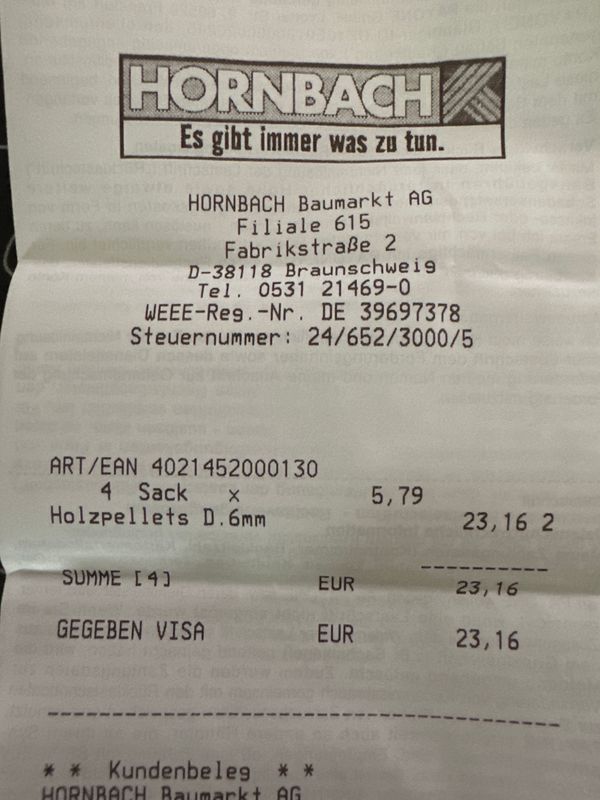 HORNBACH
Es gibt immer was zu tun.
HORNBACH Baumarkt AG
Filiale 615
Fabrikstraße 2
D-38118 Braunschweig
Tel. 0531 21469-0
WEEE-Reg.-Nr. DE 39697378
Steuernummer: 24/652/3000/5
ART/EAN 4021452000130
4 Sack x 5,79
Holzpellets D.6mm 23,16 2
SUMME [4] EUR 23,16
GEGEBEN VISA EUR 23,16
* * Kundenbeleg * *
HORNBACH Baumarkt AG